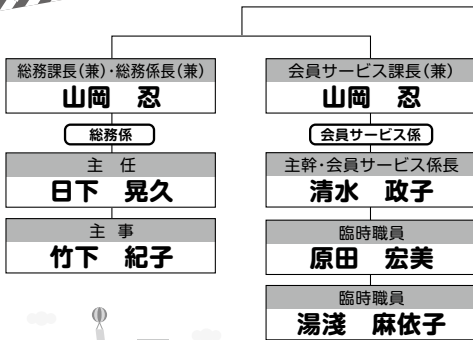 総務課長(兼)・総務係長(兼)
山岡 忍
総務係
主 任
日下 晃久
主 事
竹下 紀子
会員サービス課長(兼)
山岡 忍
会員サービス係
主幹・会員サービス係長
清水 政子
臨時職員
原田 宏美
臨時職員
湯淺 麻依子